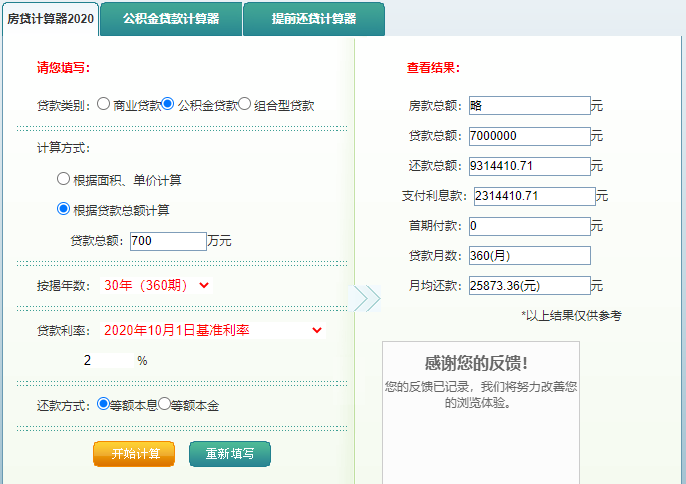 房贷计算器2020 公积金贷款计算器 提前还贷计算器
请您填写:
贷款类别: 商业贷款 公积金贷款 组合型贷款
计算方式:
根据面积、单价计算
根据贷款总额计算
贷款总额: 700 万元
按揭年数: 30年（360期）
贷款利率: 2020年10月1日基准利率
2 %
还款方式: 等额本息 等额本金
开始计算 重新填写
查看结果:
房款总额: 略 元
贷款总额: 7000000 元
还款总额: 9314410.71 元
支付利息款: 2314410.71 元
首期付款: 0 元
贷款月数: 360(月)
月均还款: 25873.36(元) 元
*以上结果仅供参考
感谢您的反馈!
您的反馈已记录，我们将努力改善您
的浏览体验。